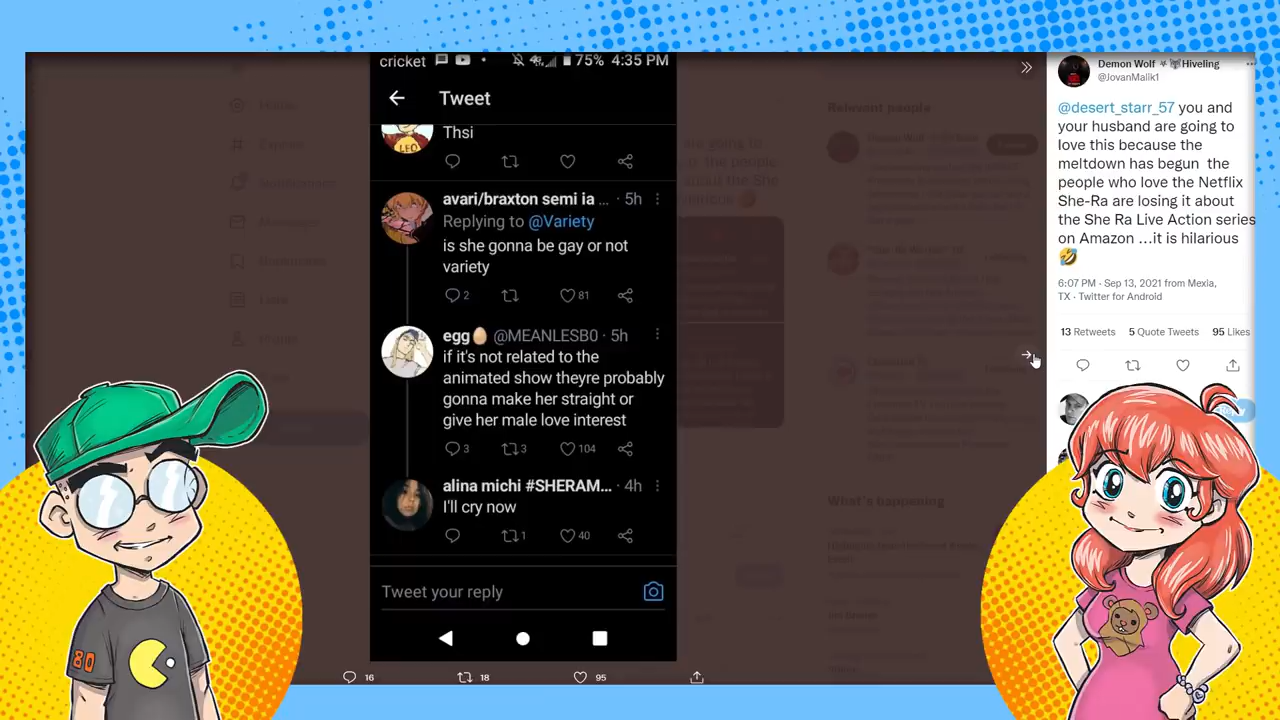 cricket 75% 4:35 PM
Tweet
Thsi
avari/braxton semi ia ... · 5h
Replying to @Variety
is she gonna be gay or not
variety
2 81
egg🥚 @MEANLESB0 · 5h
if it's not related to the
animated show theyre probably
gonna make her straight or
give her male love interest
3 3 104
alina michi #SHERAM... · 4h
I'll cry now
1 40
Tweet your reply
16 18 95
Relevant people
What's happening
Demon Wolf Hiveling
@JovanMalik1
@desert_starr_57 you and
your husband are going to
love this because the
meltdown has begun the
people who love the Netflix
She-Ra are losing it about
the She Ra Live Action series
on Amazon ...it is hilarious
🤣
6:07 PM · Sep 13, 2021 from Mexia,
TX · Twitter for Android
13 Retweets 5 Quote Tweets 95 Likes
80